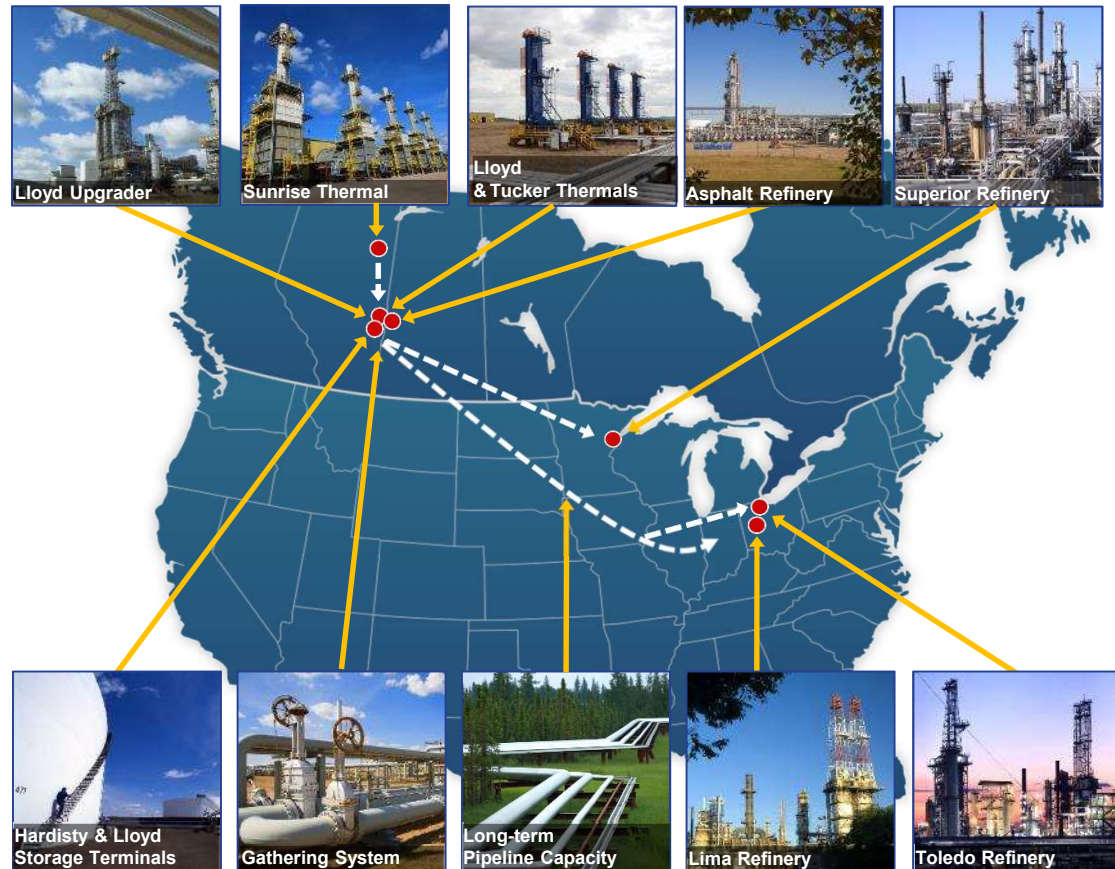 Lloyd Upgrader
Sunrise Thermal
Lloyd
& Tucker Thermals
Asphalt Refinery
Superior Refinery
471
Hardisty & Lloyd
Storage Terminals
Gathering System
Long-term
Pipeline Capacity
Lima Refinery
Toledo Refinery